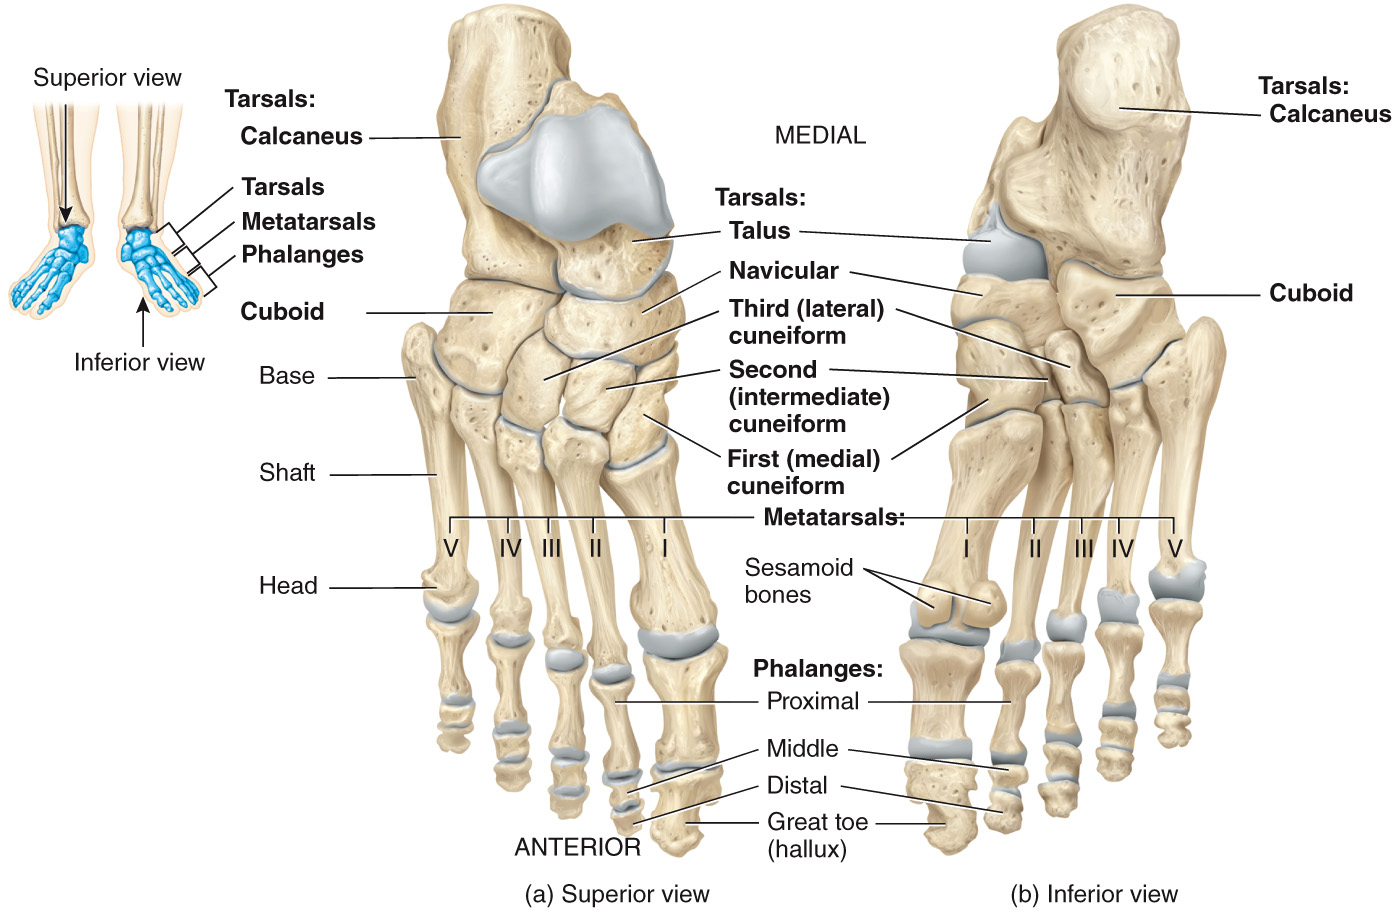 Superior view
Tarsals
Metatarsals
Phalanges
Inferior view
Tarsals:
Calcaneus
Cuboid
Base
Shaft
Head
MEDIAL
Tarsals:
Talus
Navicular
Third (lateral)
cuneiform
Second
(intermediate)
cuneiform
First (medial)
cuneiform
Metatarsals:
V IV III II I
I II III IV V
Sesamoid
bones
Phalanges:
Proximal
Middle
Distal
Great toe
(hallux)
ANTERIOR
Tarsals:
Calcaneus
Cuboid
(a) Superior view
(b) Inferior view